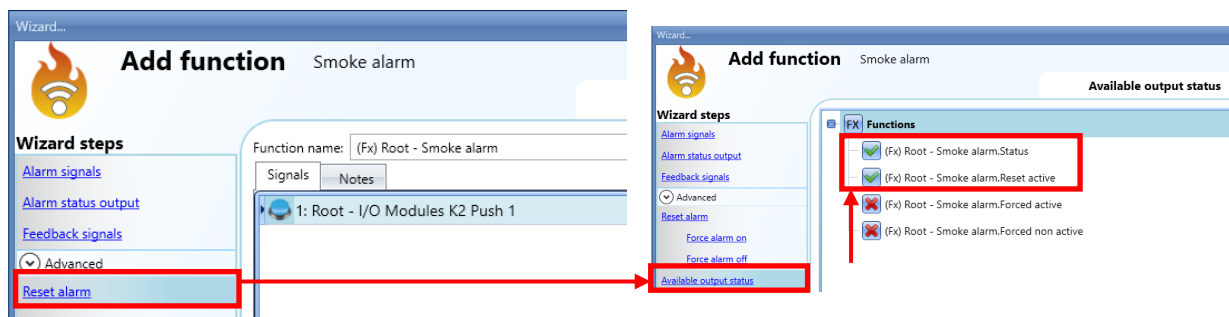 Wizard...
Add function Smoke alarm
Wizard steps
Alarm signals
Alarm status output
Feedback signals
Advanced
Reset alarm
Function name: (Fx) Root - Smoke alarm
Signals Notes
1: Root - I/O Modules K2 Push 1
Wizard...
Add function Smoke alarm
Available output status
Wizard steps
Alarm signals
Alarm status output
Feedback signals
Advanced
Reset alarm
Force alarm on
Force alarm off
Available output status
FX Functions
(Fx) Root - Smoke alarm.Status
(Fx) Root - Smoke alarm.Reset active
(Fx) Root - Smoke alarm.Forced active
(Fx) Root - Smoke alarm.Forced non active